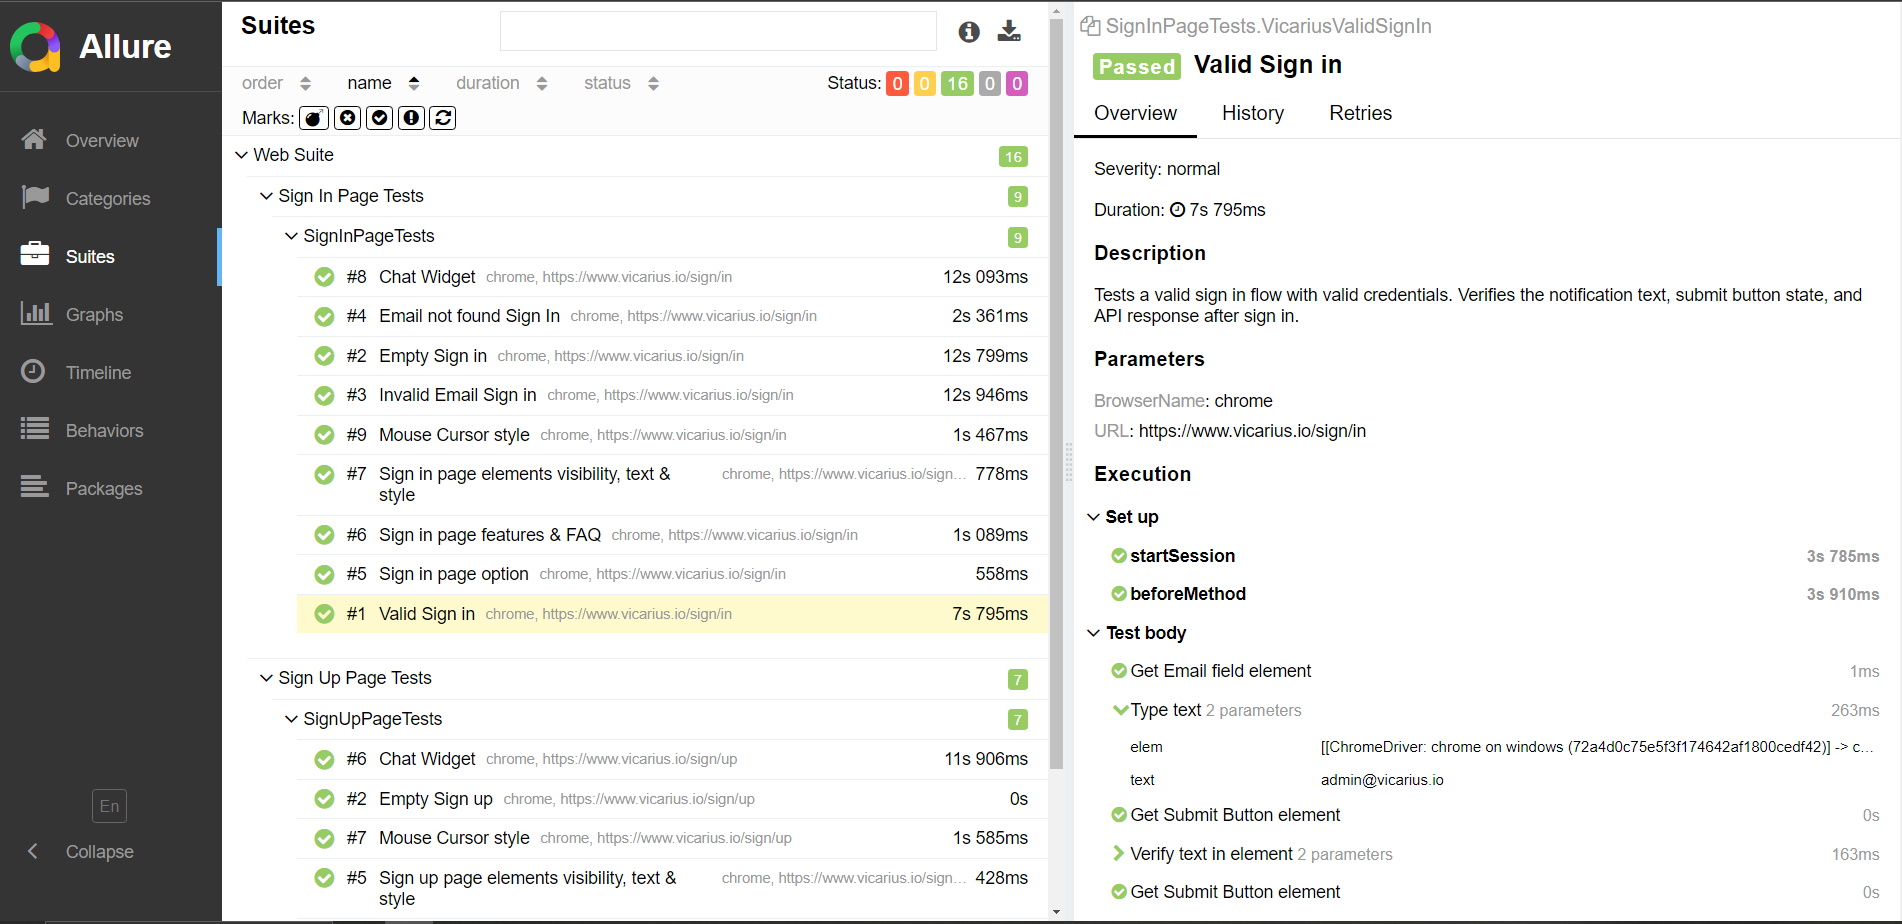 Allure
Overview
Categories
Suites
Graphs
Timeline
Behaviors
Packages
En
Collapse
Suites
order name duration status Status: 0 0 16 0 0
Marks:
Web Suite 16
Sign In Page Tests 9
SignInPageTests 9
#8 Chat Widget chrome, https://www.vicarius.io/sign/in 12s 093ms
#4 Email not found Sign In chrome, https://www.vicarius.io/sign/in 2s 361ms
#2 Empty Sign in chrome, https://www.vicarius.io/sign/in 12s 799ms
#3 Invalid Email Sign in chrome, https://www.vicarius.io/sign/in 12s 946ms
#9 Mouse Cursor style chrome, https://www.vicarius.io/sign/in 1s 467ms
#7 Sign in page elements visibility, text & chrome, https://www.vicarius.io/sign... 778ms
style
#6 Sign in page features & FAQ chrome, https://www.vicarius.io/sign/in 1s 089ms
#5 Sign in page option chrome, https://www.vicarius.io/sign/in 558ms
#1 Valid Sign in chrome, https://www.vicarius.io/sign/in 7s 795ms
Sign Up Page Tests 7
SignUpPageTests 7
#6 Chat Widget chrome, https://www.vicarius.io/sign/up 11s 906ms
#2 Empty Sign up chrome, https://www.vicarius.io/sign/up 0s
#7 Mouse Cursor style chrome, https://www.vicarius.io/sign/up 1s 585ms
#5 Sign up page elements visibility, text & chrome, https://www.vicarius.io/sign... 428ms
style
SignInPageTests.VicariusValidSignIn
Passed Valid Sign in
Overview History Retries
Severity: normal
Duration: 7s 795ms
Description
Tests a valid sign in flow with valid credentials. Verifies the notification text, submit button state, and
API response after sign in.
Parameters
BrowserName: chrome
URL: https://www.vicarius.io/sign/in
Execution
Set up
startSession 3s 785ms
beforeMethod 3s 910ms
Test body
Get Email field element 1ms
Type text 2 parameters 263ms
elem [[ChromeDriver: chrome on windows (72a4d0c75e5f3f174642af1800cedf42)] -> c...
text admin@vicarius.io
Get Submit Button element 0s
Verify text in element 2 parameters 163ms
Get Submit Button element 0s